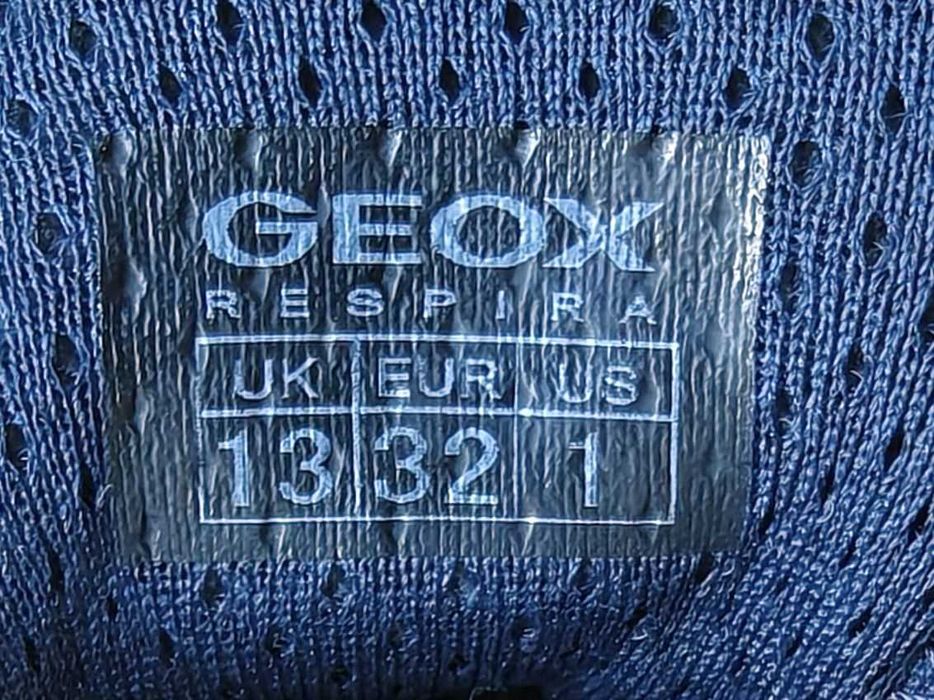 GEOX
RESPIRA
UK EUR US
13 32 1